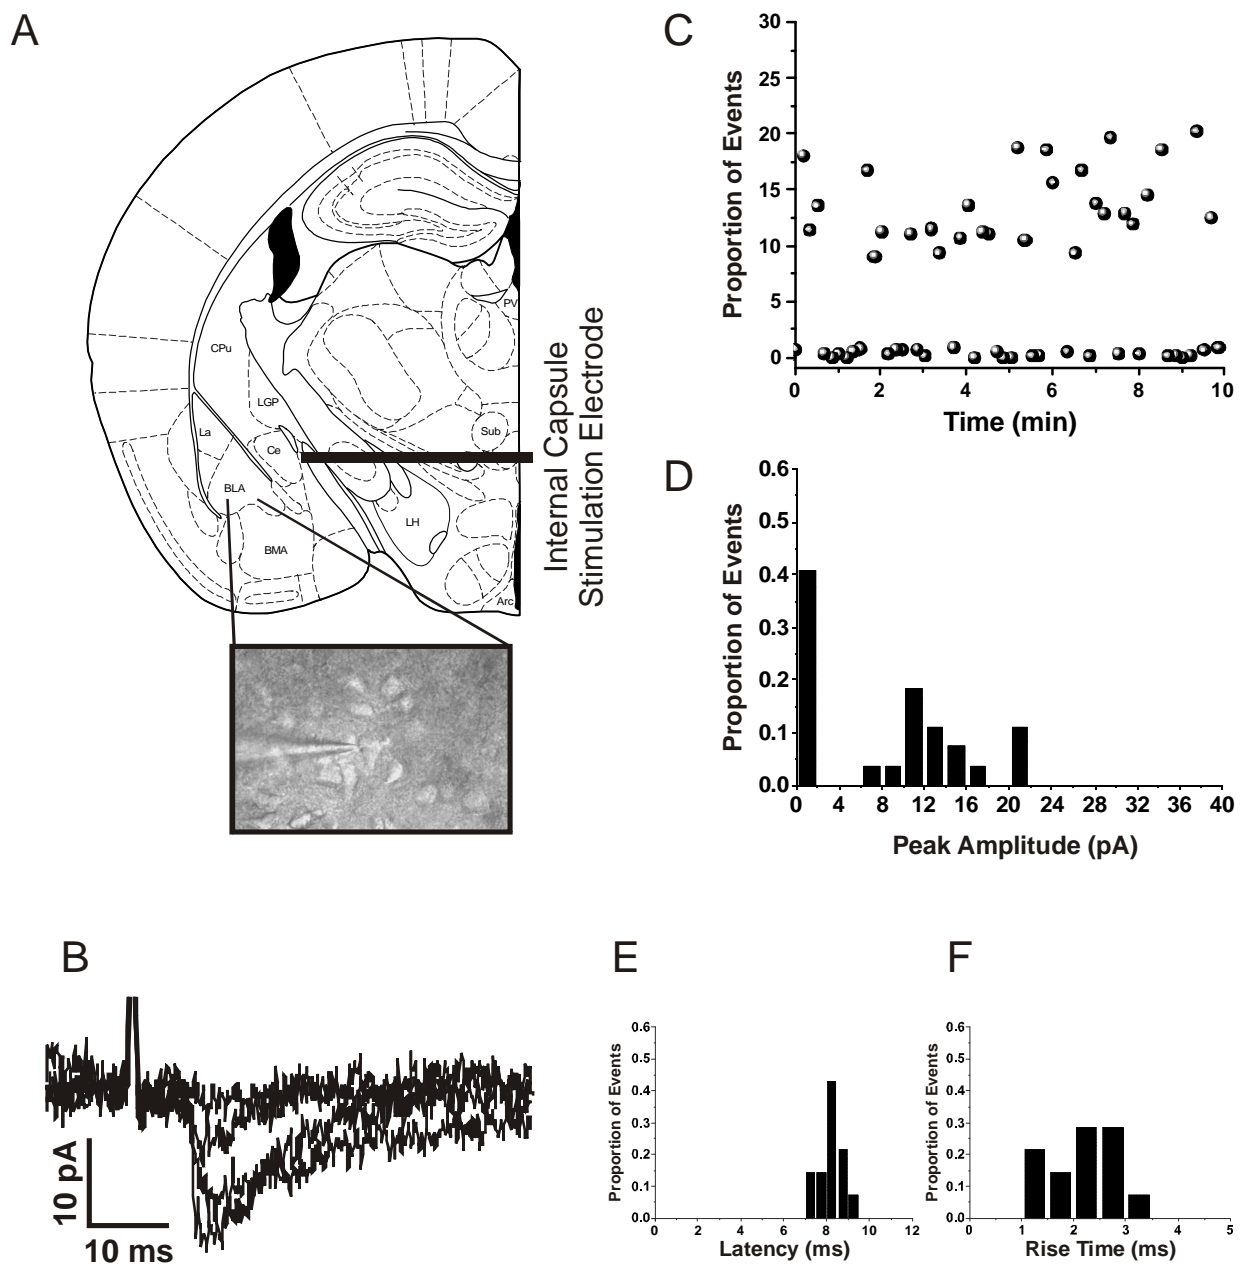 A
CPu
LGP
La
Ce
BLA
BMA
LH
Sub
PV
Arc
Internal Capsule
Stimulation Electrode
C
Proportion of Events
30
25
20
15
10
5
0
0 2 4 6 8 10
Time (min)
D
Proportion of Events
0.6
0.5
0.4
0.3
0.2
0.1
0.0
0 4 8 12 16 20 24 28 32 36 40
Peak Amplitude (pA)
B
10 pA
10 ms
E
Proportion of Events
0.6
0.5
0.4
0.3
0.2
0.1
0.0
0 2 4 6 8 10 12
Latency (ms)
F
Proportion of Events
0.6
0.5
0.4
0.3
0.2
0.1
0.0
0 1 2 3 4 5
Rise Time (ms)